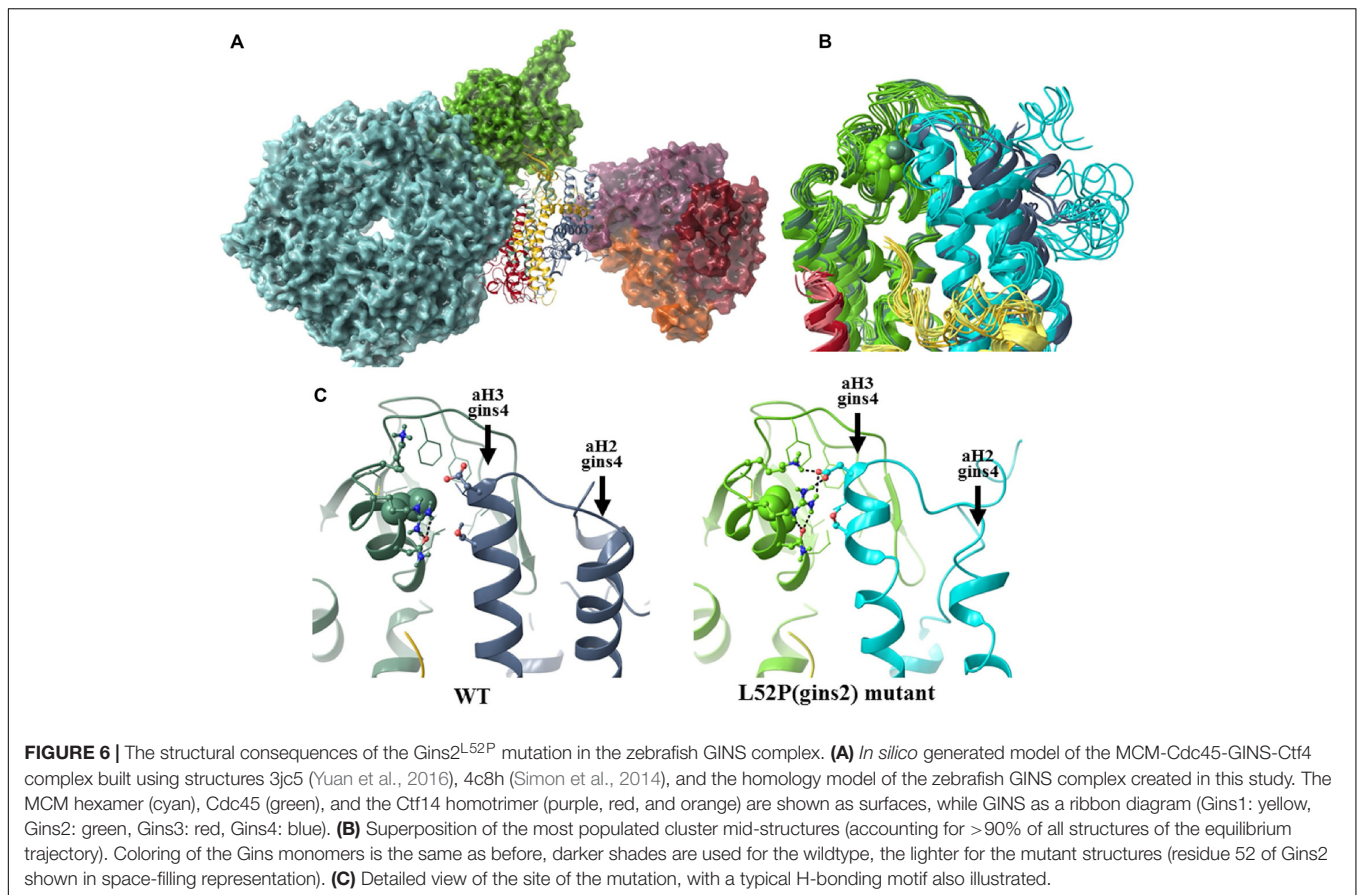 A
B
C
aH3
gins4
aH2
gins4
WT
aH3
gins4
aH2
gins4
L52P(gins2) mutant
FIGURE 6 | The structural consequences of the Gins2L52P mutation in the zebrafish GINS complex. (A) In silico generated model of the MCM-Cdc45-GINS-Ctf4
complex built using structures 3jc5 (Yuan et al., 2016), 4c8h (Simon et al., 2014), and the homology model of the zebrafish GINS complex created in this study. The
MCM hexamer (cyan), Cdc45 (green), and the Ctf14 homotrimer (purple, red, and orange) are shown as surfaces, while GINS as a ribbon diagram (Gins1: yellow,
Gins2: green, Gins3: red, Gins4: blue). (B) Superposition of the most populated cluster mid-structures (accounting for >90% of all structures of the equilibrium
trajectory). Coloring of the Gins monomers is the same as before, darker shades are used for the wildtype, the lighter for the mutant structures (residue 52 of Gins2
shown in space-filling representation). (C) Detailed view of the site of the mutation, with a typical H-bonding motif also illustrated.